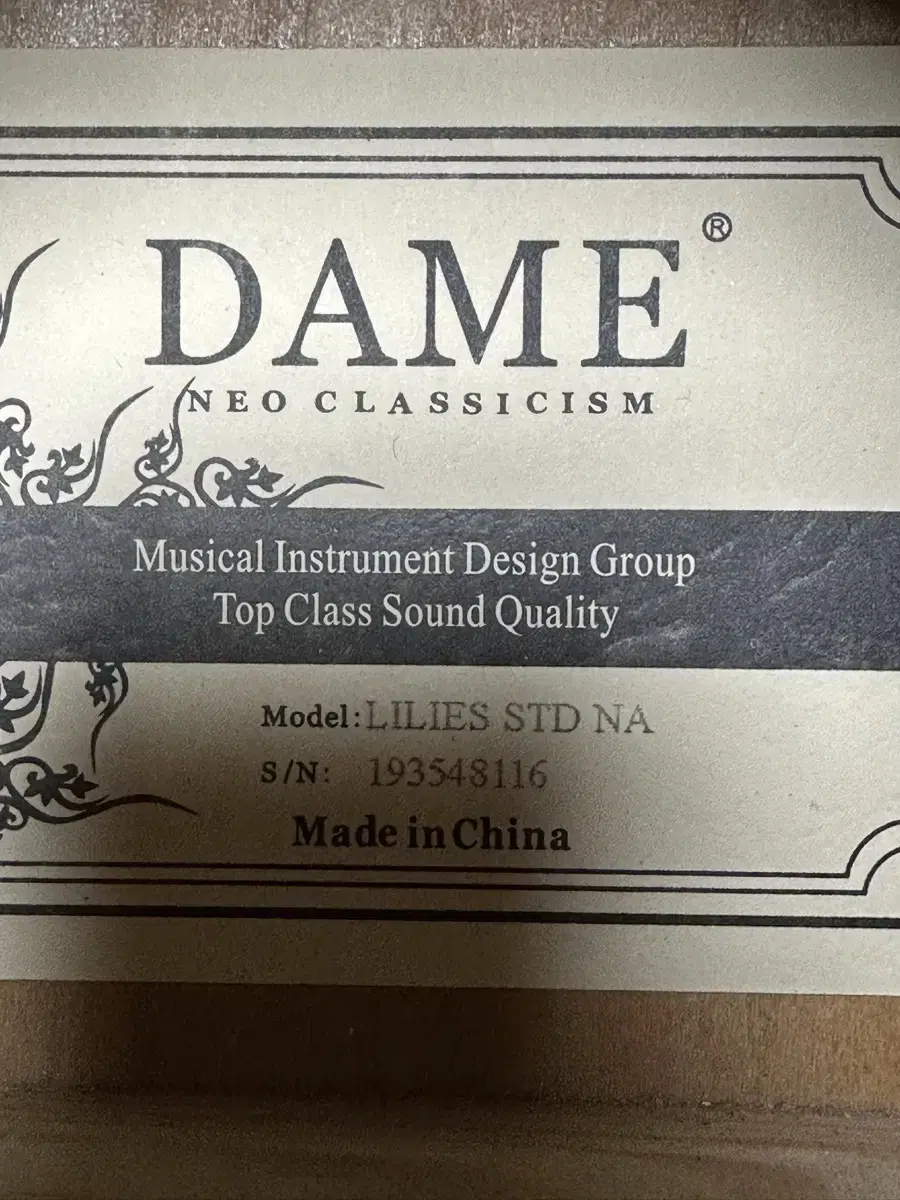 DAME®
NEO CLASSICISM
Musical Instrument Design Group
Top Class Sound Quality
Model:LILIES STD NA
S/N: 193548116
Made in China